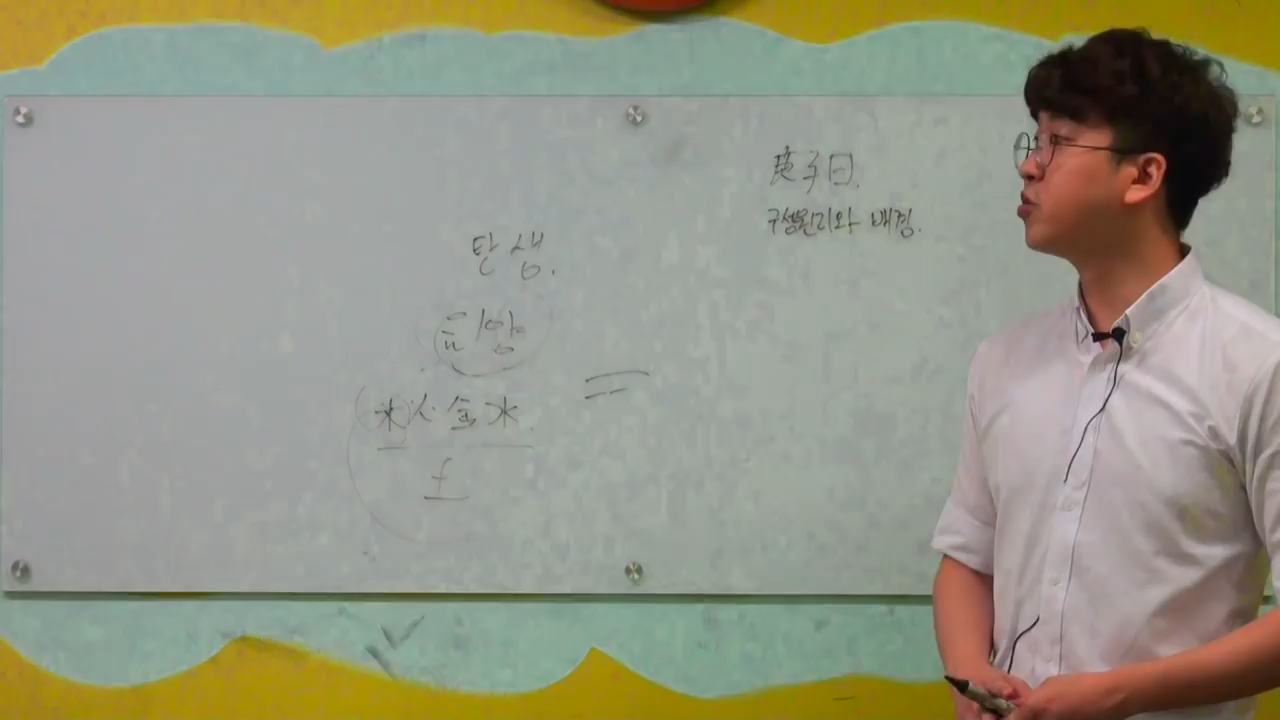 庚子日.
구성원리와 배경.
탄생.
음/양
木火金水.
土